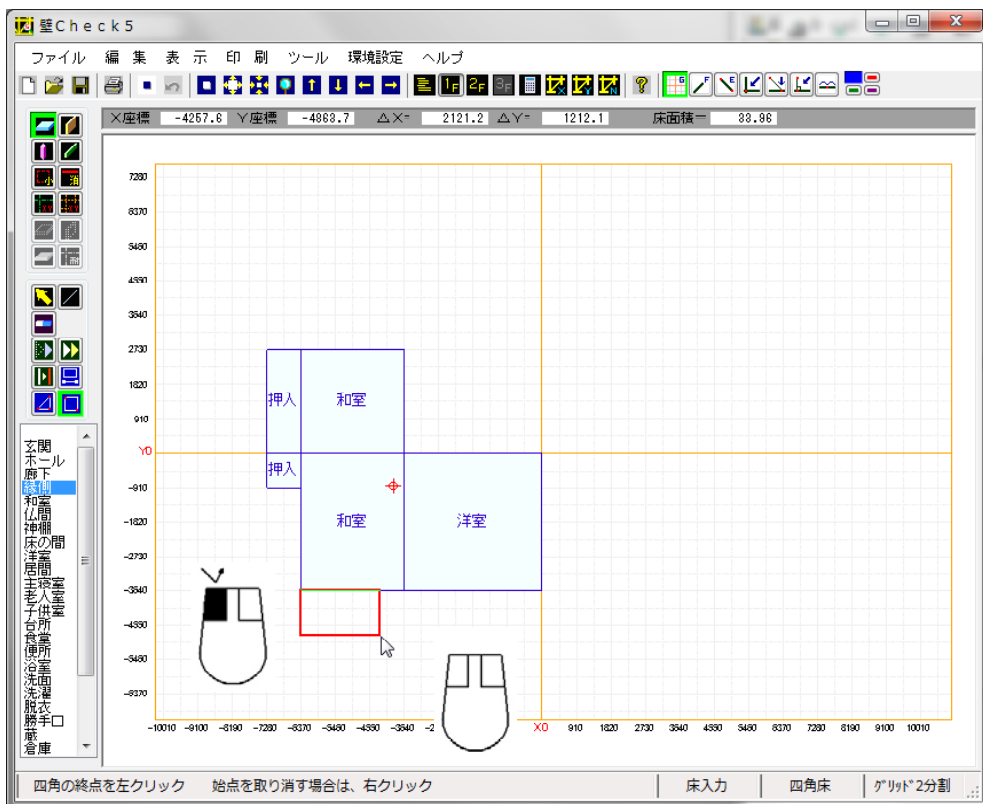 壁Check5
ファイル 編 集 表 示 印 刷 ツール 環境設定 ヘルプ
1F 2F 3F ?
X座標 -4257.6 Y座標 -4863.7 △X= 2121.2 △Y= 1212.1 床面積= 33.96
小 消
耐
7280
6370
5460
4550
3640
2730
1820
910
Y0
-910
-1820
-2730
-3640
-4550
-5460
-6370
押入 和室
押入
和室 洋室
-10010 -9100 -8190 -7280 -6370 -5460 -4550 -3640 -2 X0 910 1820 2730 3640 4550 5460 6370 7280 8190 9100 10010
玄関
ホール
廊下
縁側
和室
仏間
神棚
床の間
洋室
居間
主寝室
老人室
子供室
台所
食堂
便所
浴室
洗面
洗濯
脱衣
勝手口
蔵
倉庫
四角の終点を左クリック 始点を取り消す場合は、右クリック 床入力 四角床 グリッド2分割